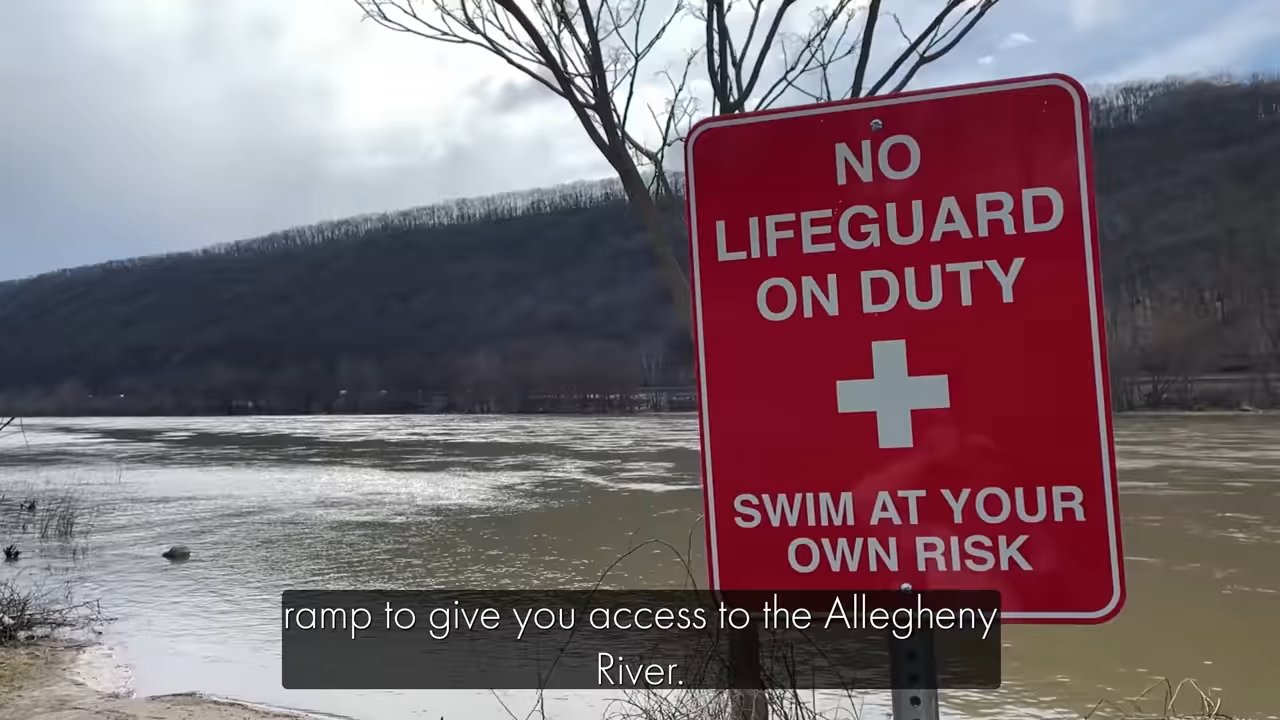 NO
LIFEGUARD
ON DUTY
SWIM AT YOUR
OWN RISK
ramp to give you access to the Allegheny
River.